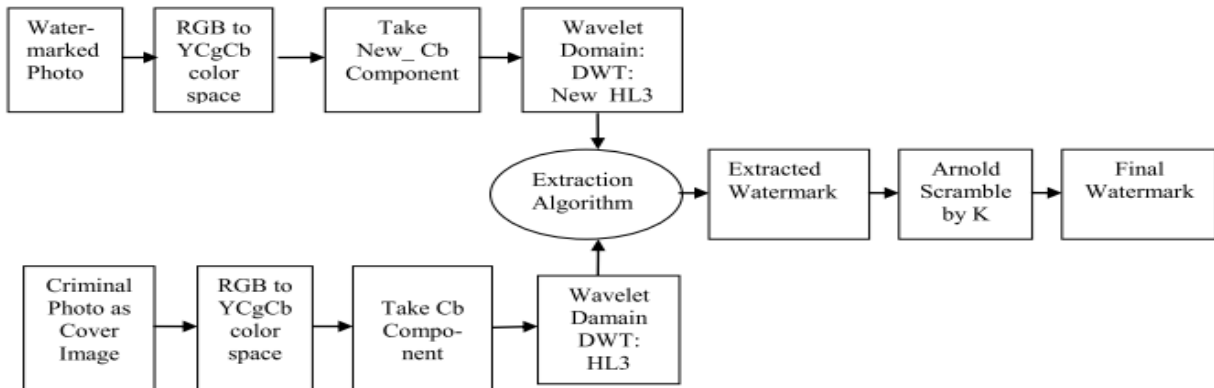 Water-
marked
Photo
RGB to
YCgCb
color
space
Take
New_ Cb
Component
Wavelet
Domain:
DWT:
New HL3
Extraction
Algorithm
Extracted
Watermark
Arnold
Scramble
by K
Final
Watermark
Criminal
Photo as
Cover
Image
RGB to
YCgCb
color
space
Take Cb
Compo-
nent
Wavelet
Damain
DWT:
HL3